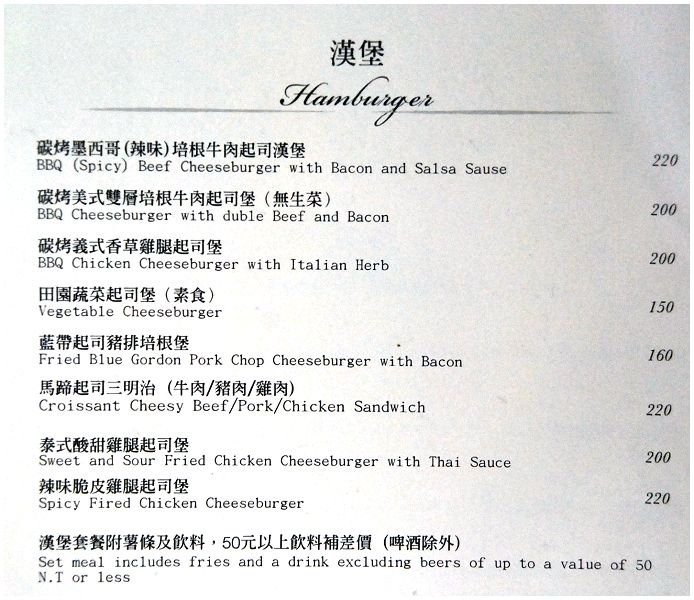 漢堡
Hamburger
碳烤墨西哥(辣味)培根牛肉起司漢堡
BBQ (Spicy) Beef Cheeseburger with Bacon and Salsa Sause 220
碳烤美式雙層培根牛肉起司堡(無生菜)
BBQ Cheeseburger with duble Beef and Bacon 200
碳烤義式香草雞腿起司堡
BBQ Chicken Cheeseburger with Italian Herb 200
田園蔬菜起司堡(素食)
Vegetable Cheeseburger 150
藍帶起司豬排培根堡
Fried Blue Gordon Pork Chop Cheeseburger with Bacon 160
馬蹄起司三明治 (牛肉/豬肉/雞肉)
Croissant Cheesy Beef/Pork/Chicken Sandwich 220
泰式酸甜雞腿起司堡
Sweet and Sour Fried Chicken Cheeseburger with Thai Sauce 200
辣味脆皮雞腿起司堡
Spicy Fired Chicken Cheeseburger 220
漢堡套餐附薯條及飲料，50元以上飲料補差價 (啤酒除外)
Set meal includes fries and a drink excluding beers of up to a value of 50
N.T or less